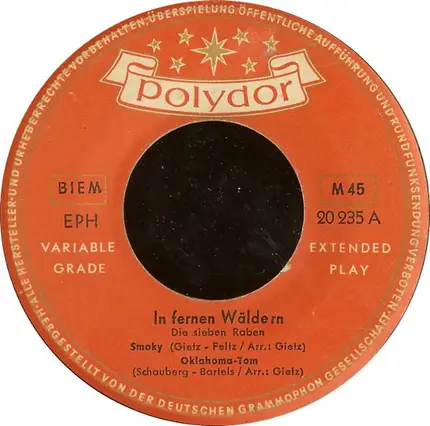 ALLE HERSTELLER- UND URHEBERRECHTE VORBEHALTEN. ÜBERSPIELUNG, ÖFFENTLICHE AUFFÜHRUNG UND RUNDFUNKSENDUNG VERBOTEN
HERGESTELLT VON DER DEUTSCHEN GRAMMOPHON GESELLSCHAFT
Polydor
BIEM
M 45
EPH
20 235 A
VARIABLE
GRADE
EXTENDED
PLAY
In fernen Wäldern
Die sieben Raben
Smoky (Gietz - Feltz / Arr.: Gietz)
Oklahoma-Tom
(Schauberg - Bartels / Arr.: Gietz)